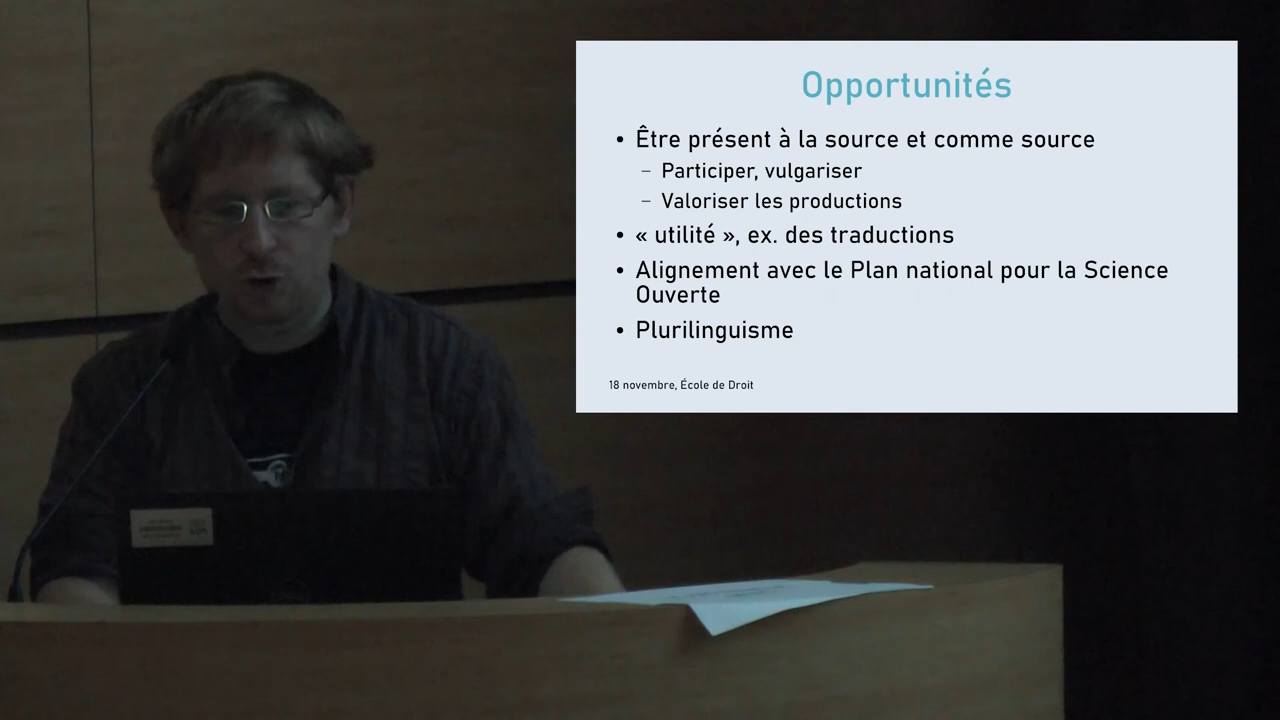 Opportunités
• Être présent à la source et comme source
– Participer, vulgariser
– Valoriser les productions
• « utilité », ex. des traductions
• Alignement avec le Plan national pour la Science
Ouverte
• Plurilinguisme
18 novembre, École de Droit